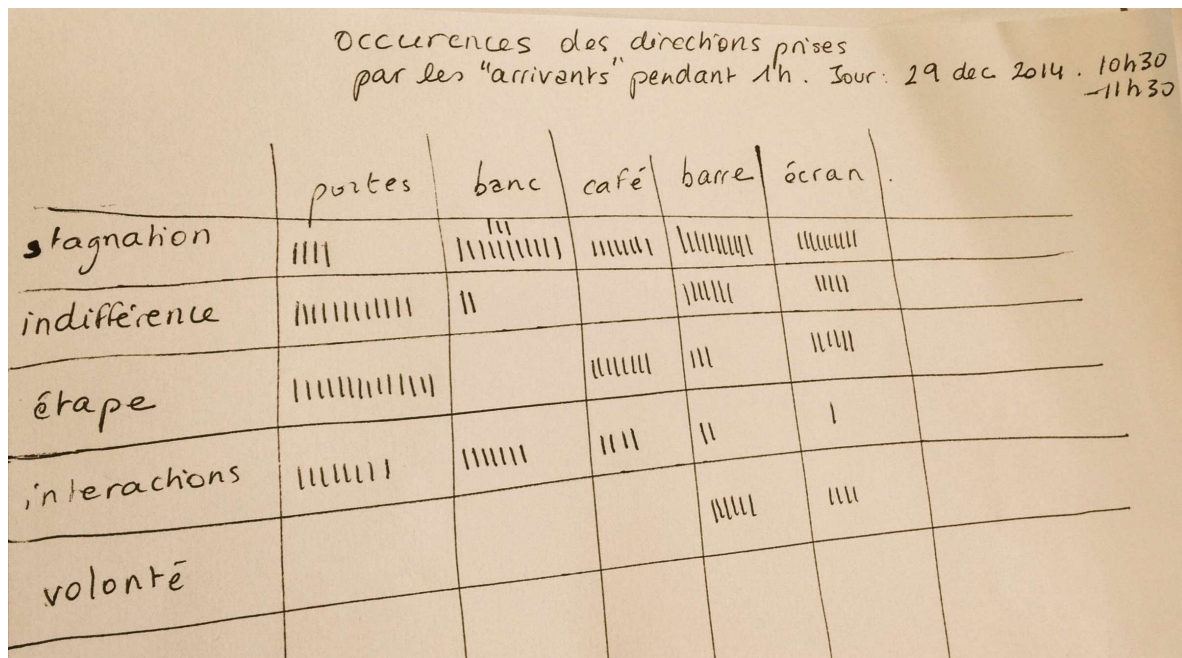 Occurences des directions prises
par les "arrivants" pendant 1h. Jour: 29 dec 2014. 10h30
-11h30
portes banc café barre écran.
stagnation
indifférence
étape
interactions
volonté